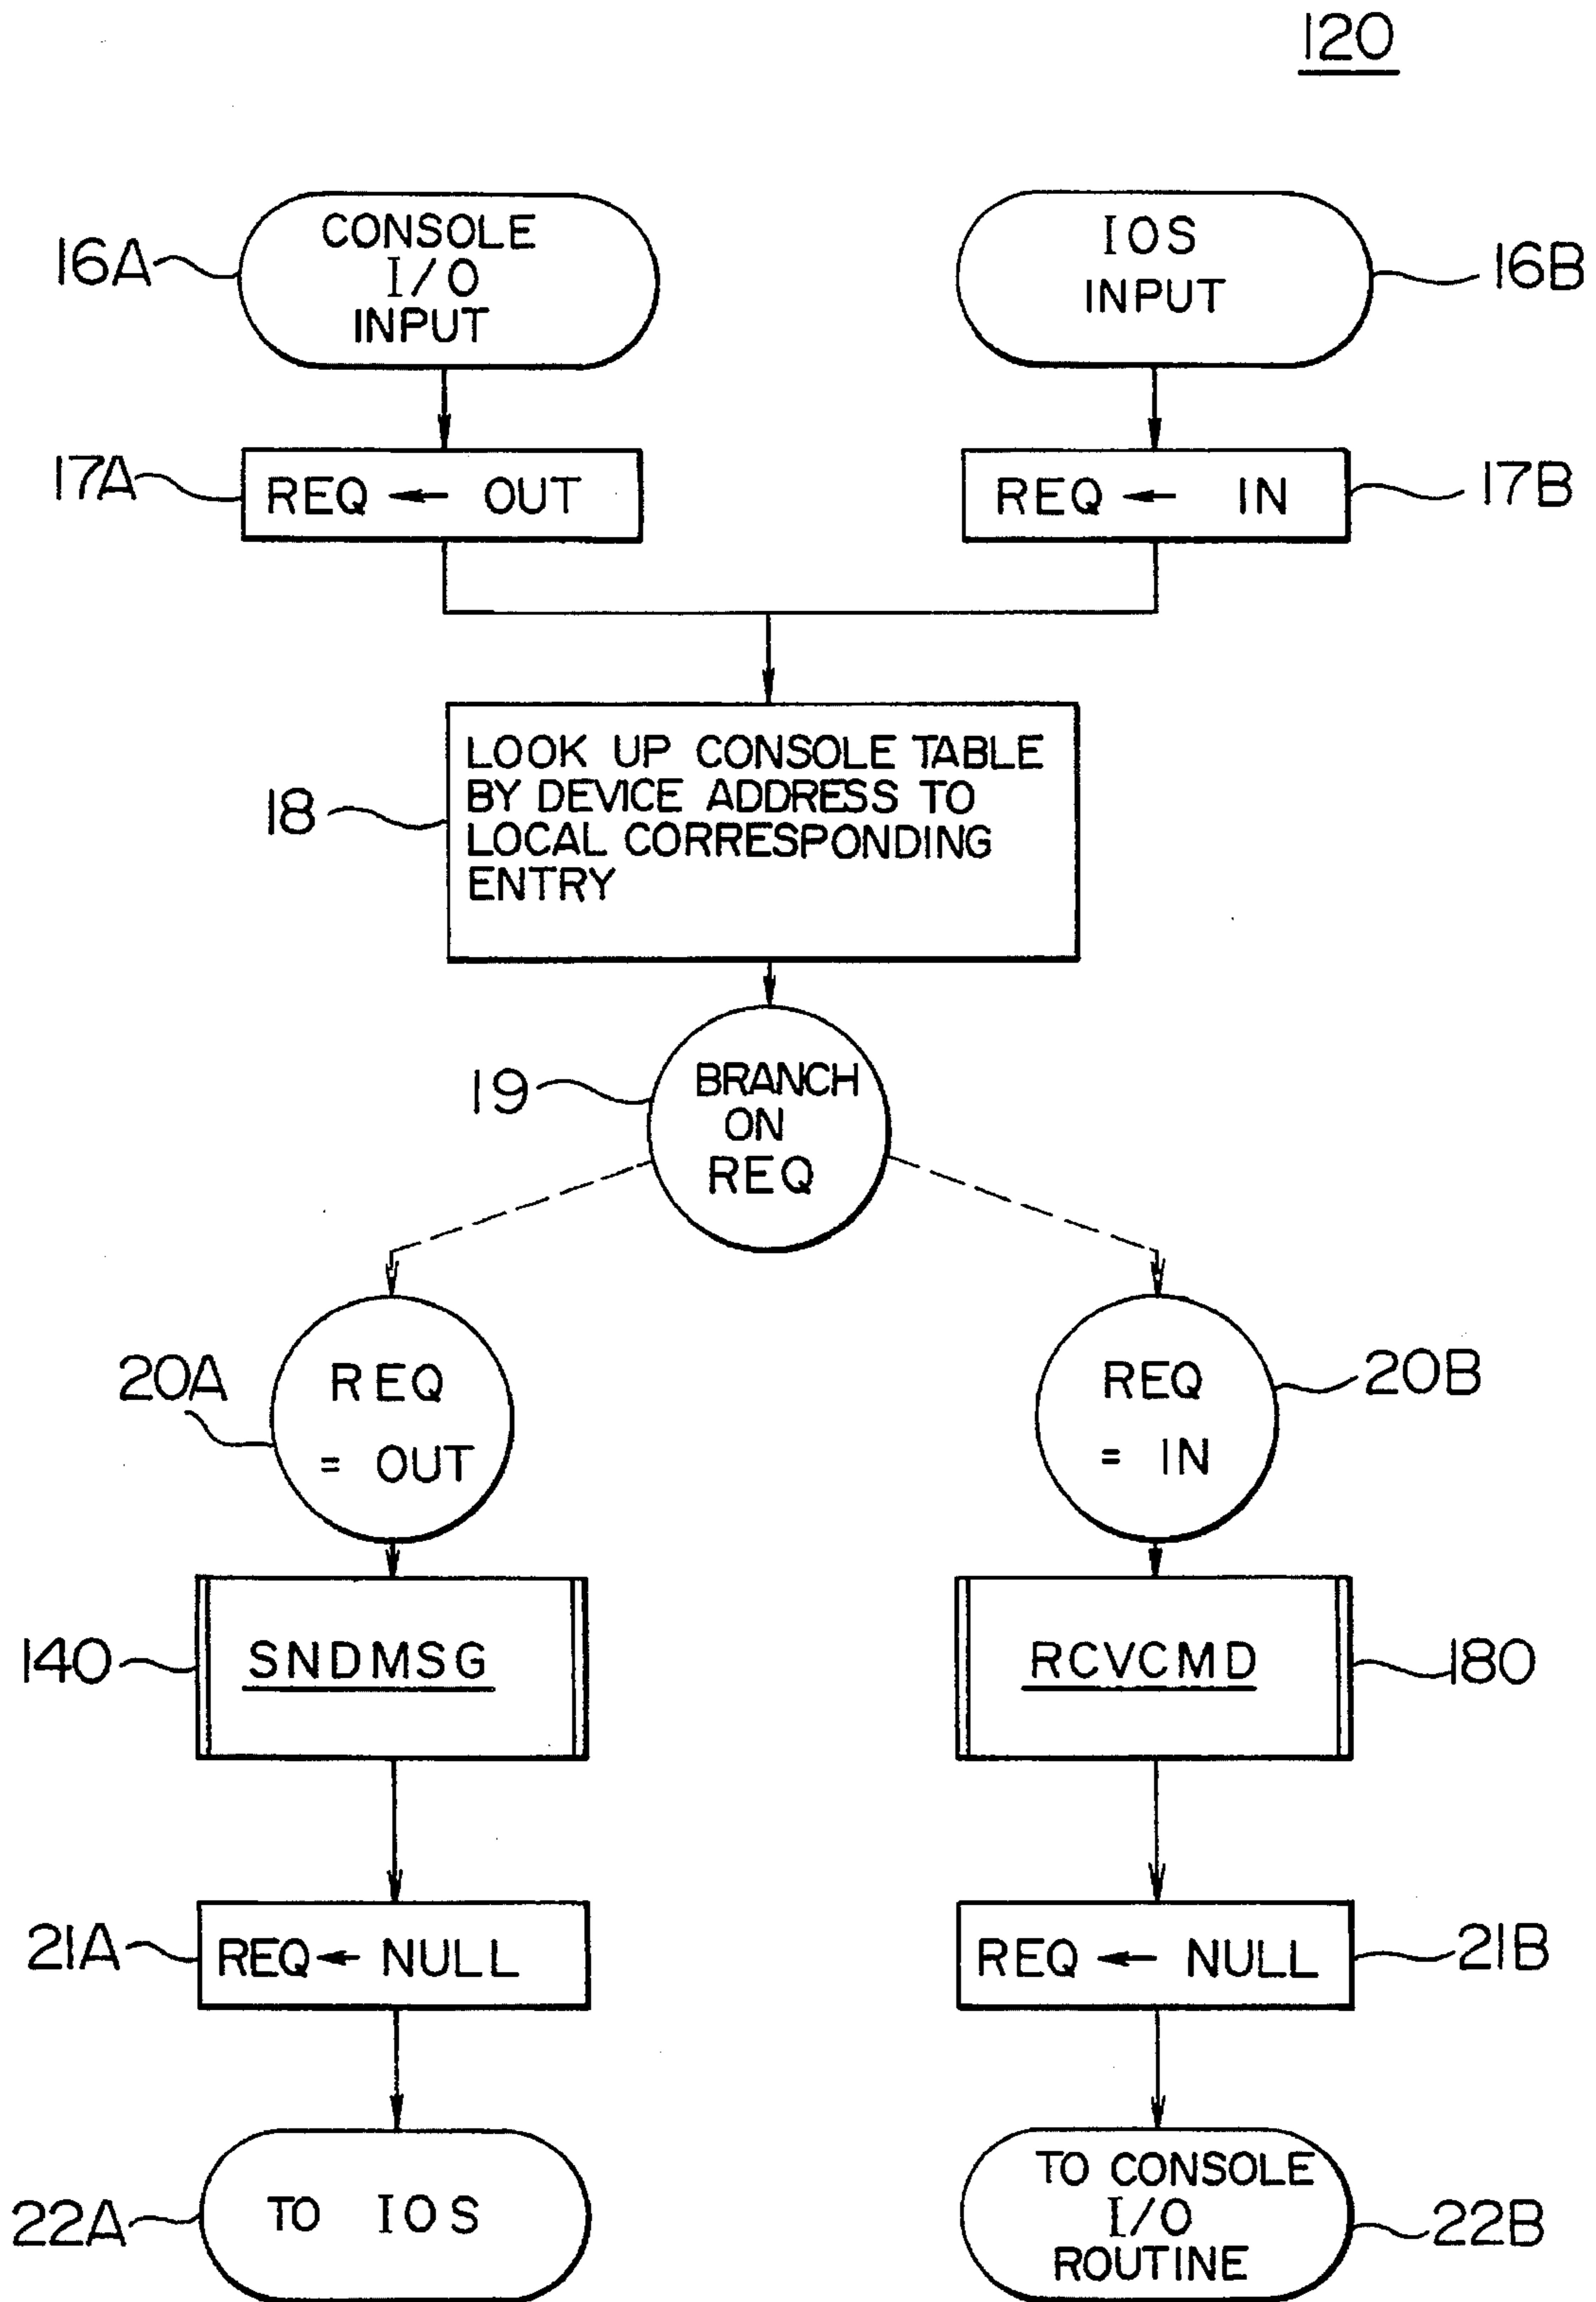 120
CONSOLE
I/O
INPUT
16A
IOS
INPUT
16B
17A
REQ ← OUT
REQ ← IN
17B
LOOK UP CONSOLE TABLE
BY DEVICE ADDRESS TO
LOCAL CORRESPONDING
ENTRY
18
19
BRANCH
ON
REQ
20A
REQ
= OUT
REQ
= IN
20B
140
SNDMSG
RCVCMD
180
21A
REQ ← NULL
REQ ← NULL
21B
22A
TO IOS
TO CONSOLE
I/O
ROUTINE
22B